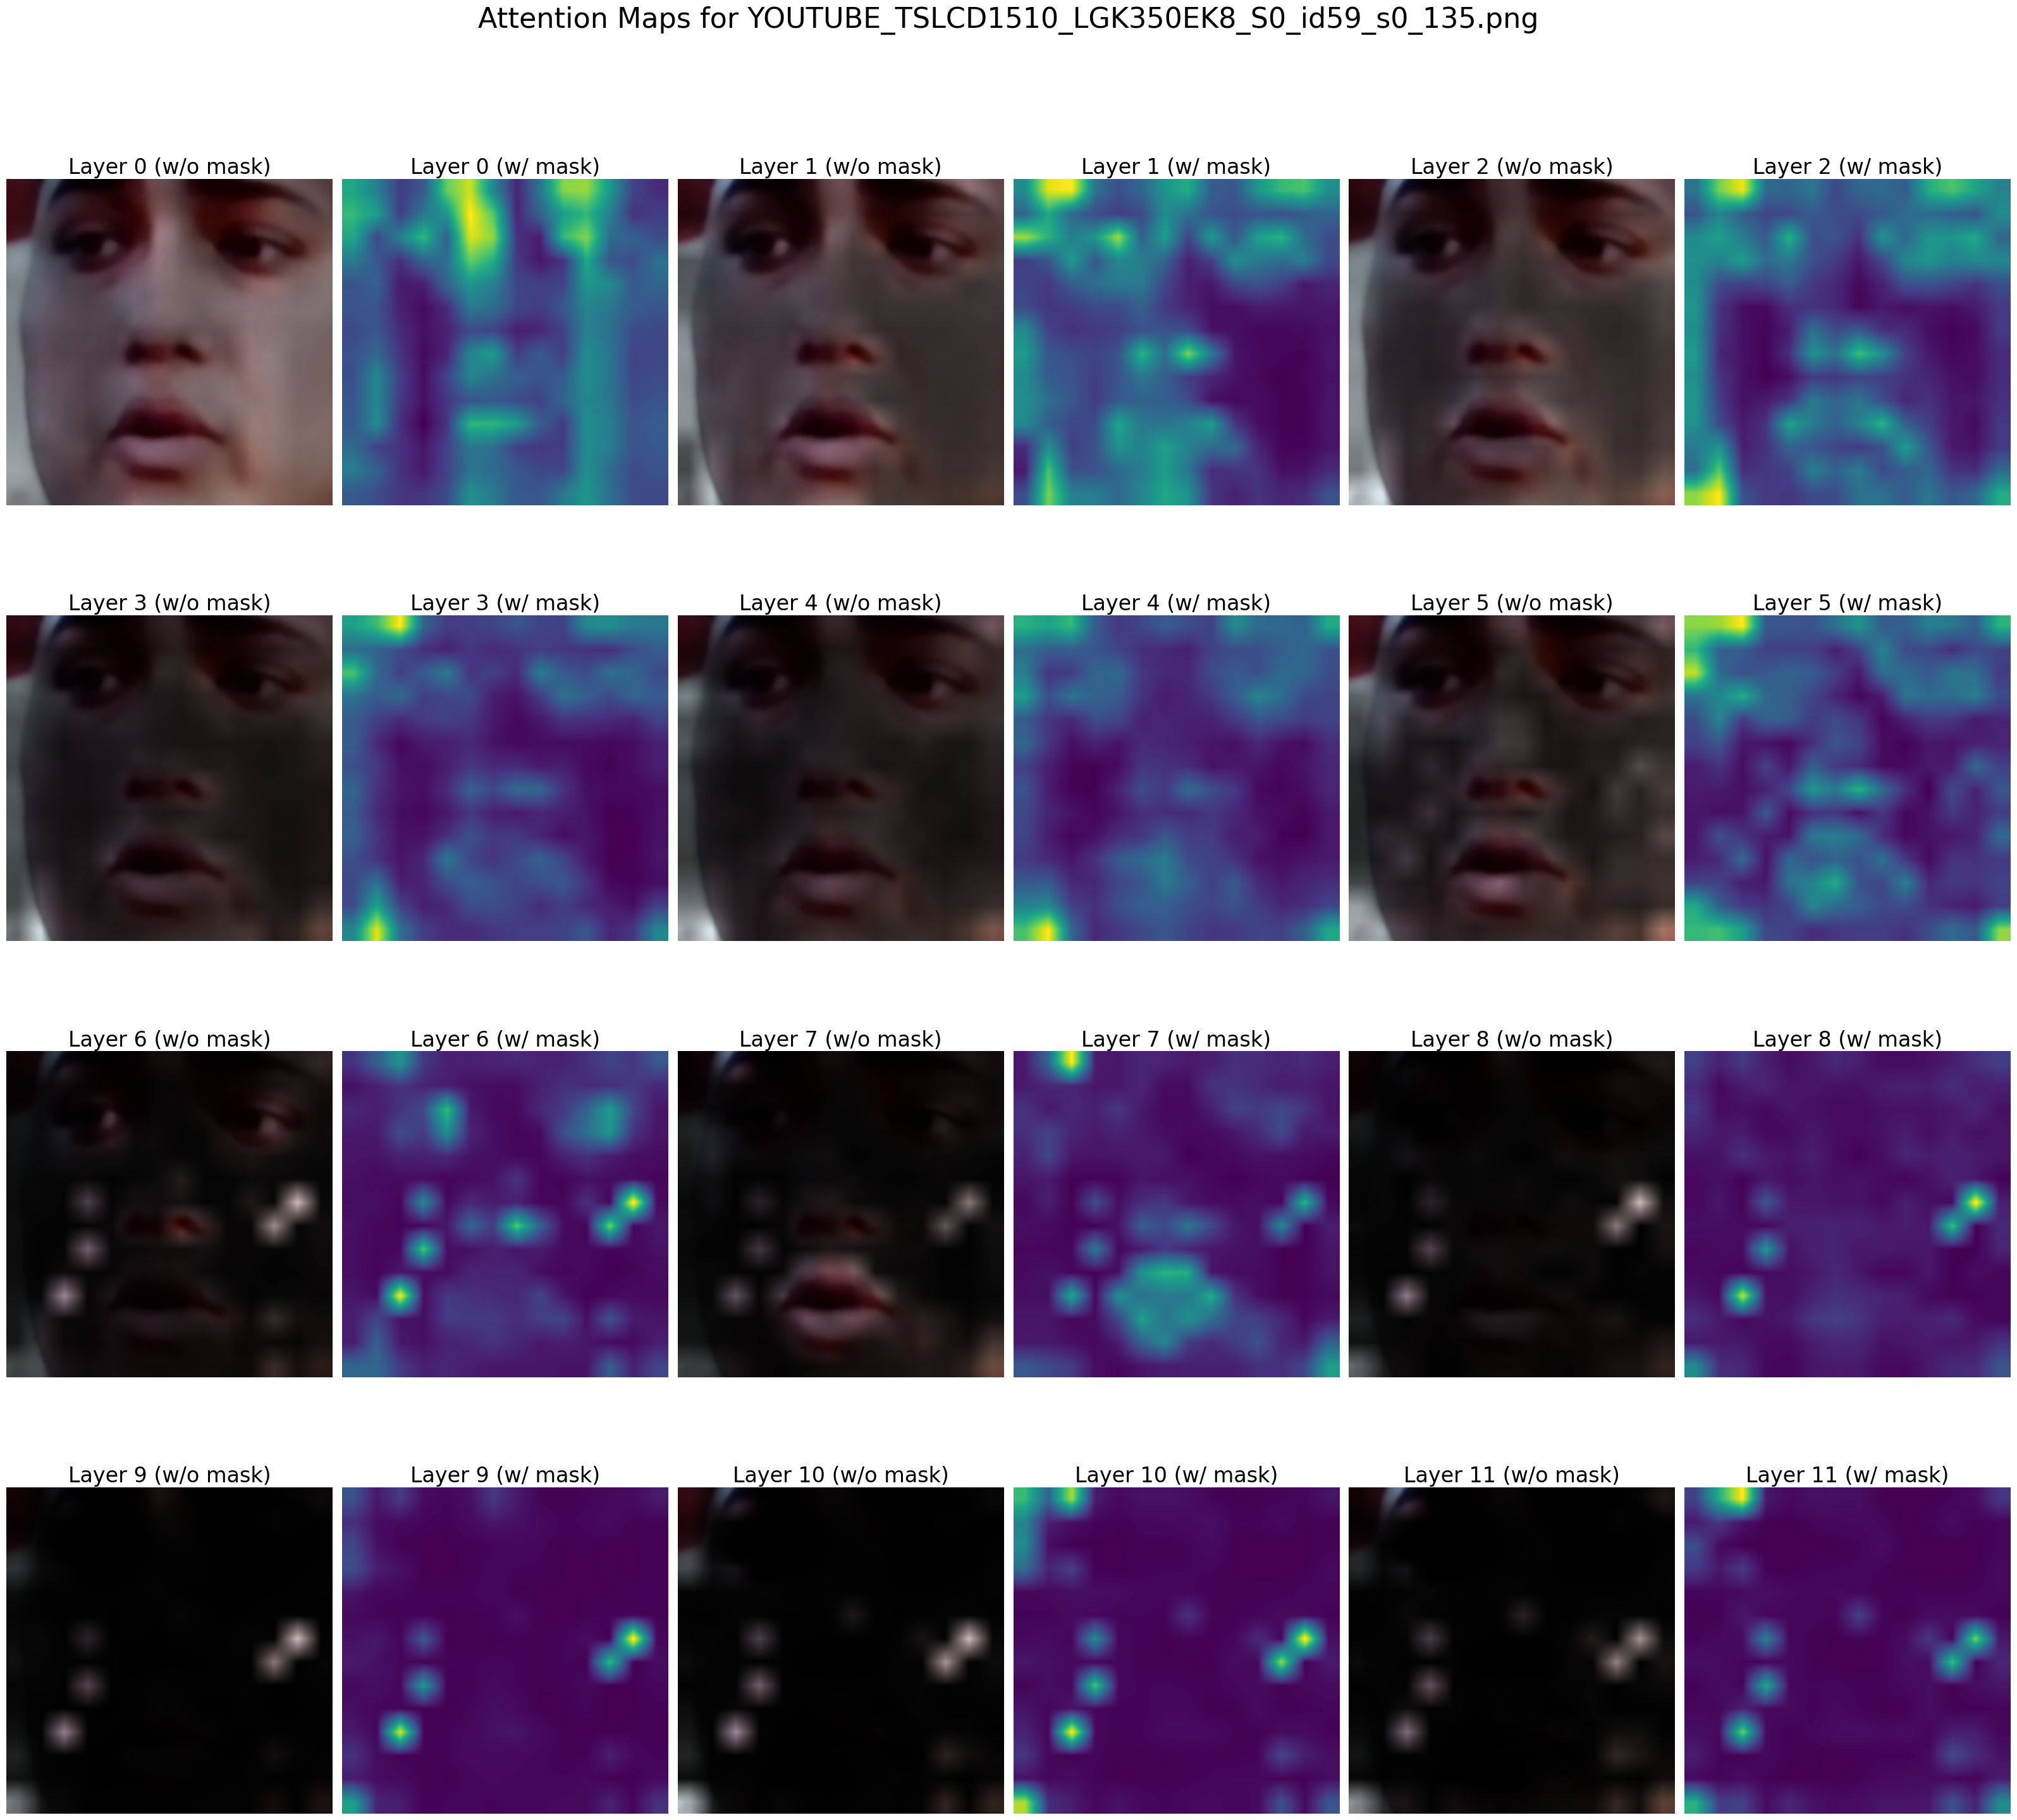 Attention Maps for YOUTUBE_TSLCD1510_LGK350EK8_S0_id59_s0_135.png
Layer 0 (w/o mask) Layer 0 (w/ mask) Layer 1 (w/o mask) Layer 1 (w/ mask) Layer 2 (w/o mask) Layer 2 (w/ mask)
Layer 3 (w/o mask) Layer 3 (w/ mask) Layer 4 (w/o mask) Layer 4 (w/ mask) Layer 5 (w/o mask) Layer 5 (w/ mask)
Layer 6 (w/o mask) Layer 6 (w/ mask) Layer 7 (w/o mask) Layer 7 (w/ mask) Layer 8 (w/o mask) Layer 8 (w/ mask)
Layer 9 (w/o mask) Layer 9 (w/ mask) Layer 10 (w/o mask) Layer 10 (w/ mask) Layer 11 (w/o mask) Layer 11 (w/ mask)